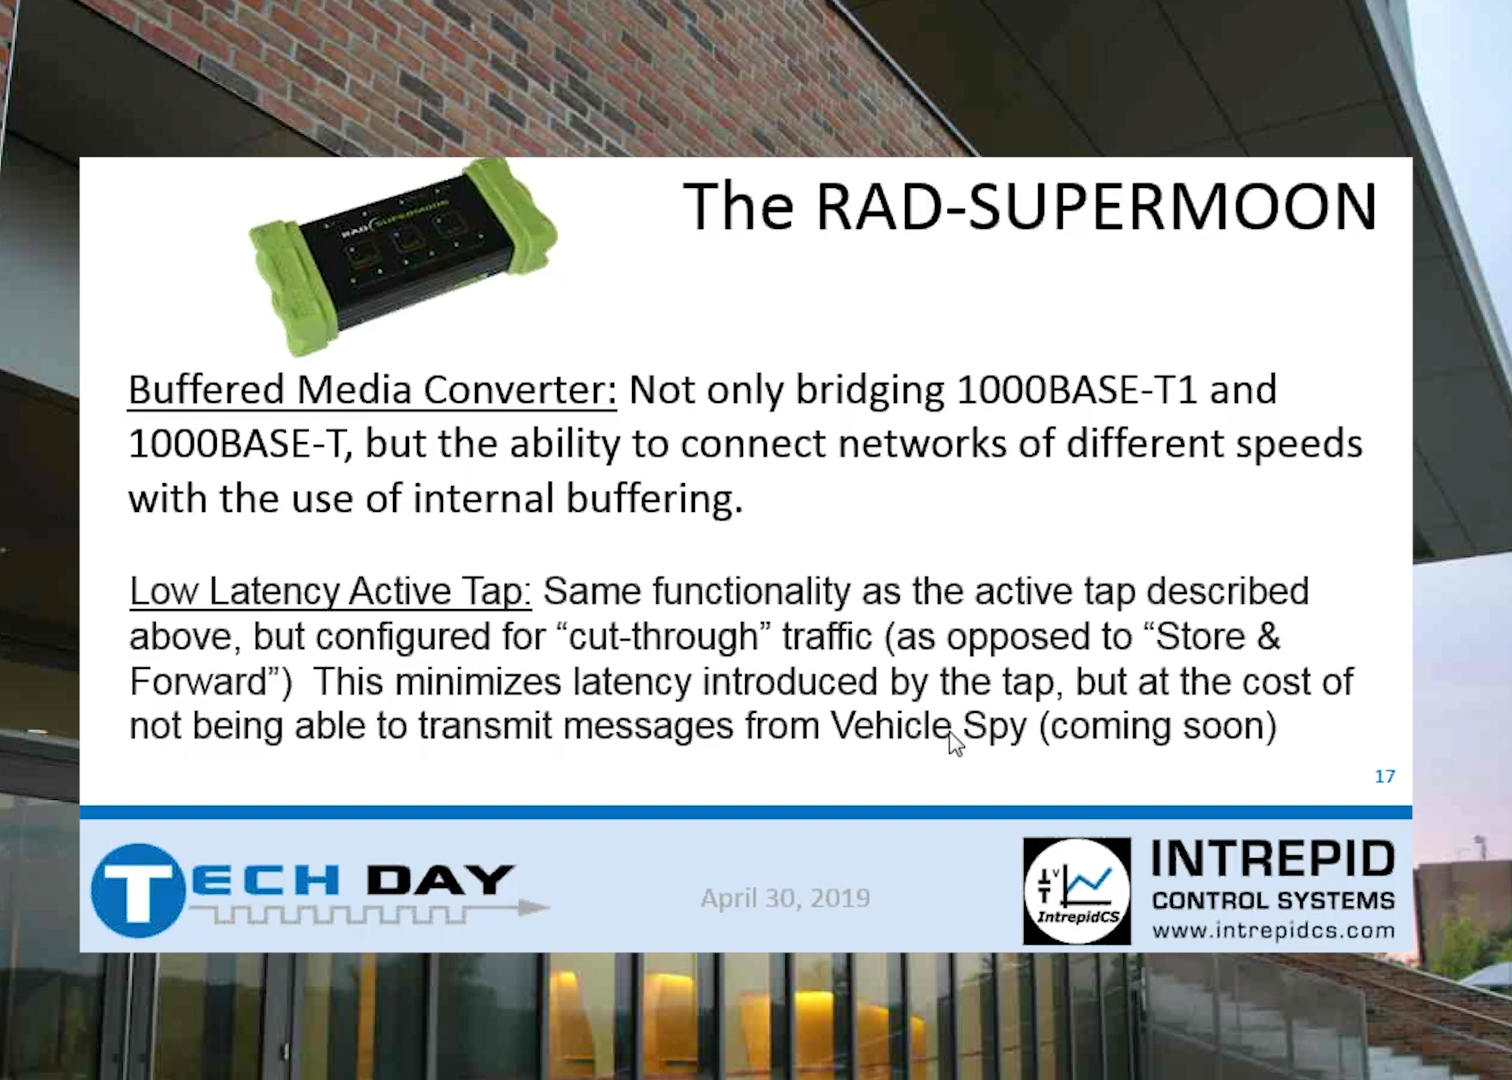 RAD SUPERMOON
The RAD-SUPERMOON
Buffered Media Converter: Not only bridging 1000BASE-T1 and
1000BASE-T, but the ability to connect networks of different speeds
with the use of internal buffering.
Low Latency Active Tap: Same functionality as the active tap described
above, but configured for “cut-through” traffic (as opposed to “Store &
Forward”)  This minimizes latency introduced by the tap, but at the cost of
not being able to transmit messages from Vehicle Spy (coming soon)
17
TECH DAY
April 30, 2019
IntrepidCS
INTREPID
CONTROL SYSTEMS
www.intrepidcs.com